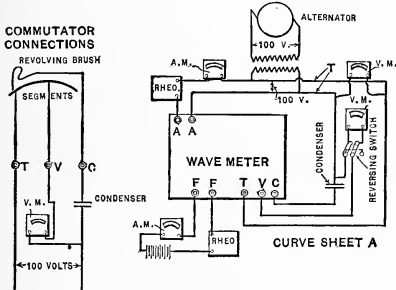 COMMUTATOR
CONNECTIONS
REVOLVING BRUSH
SEGMENTS
T V C
CONDENSER
V. M.
100 VOLTS
ALTERNATOR
100 V.
A.M.
T
V. M.
RHEO.
100 V.
V. M.
A A
WAVE METER
CONDENSER
REVERSING SWITCH
F F T V C
A.M.
RHEO
CURVE SHEET A